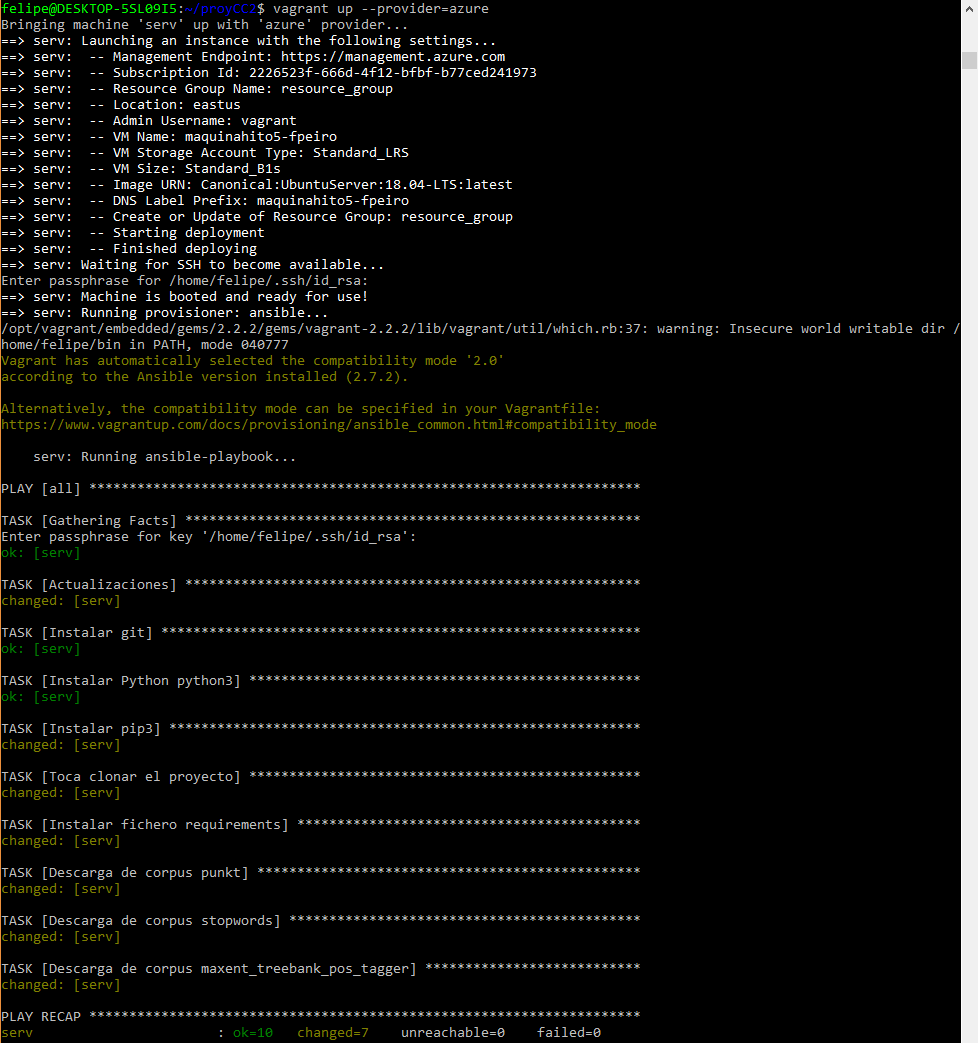 felipe@DESKTOP-5SL09I5:~/proyCC2$ vagrant up --provider=azure
Bringing machine 'serv' up with 'azure' provider...
==> serv: Launching an instance with the following settings...
==> serv:  -- Management Endpoint: https://management.azure.com
==> serv:  -- Subscription Id: 2226523f-666d-4f12-bfbf-b77ced241973
==> serv:  -- Resource Group Name: resource_group
==> serv:  -- Location: eastus
==> serv:  -- Admin Username: vagrant
==> serv:  -- VM Name: maquinahito5-fpeiro
==> serv:  -- VM Storage Account Type: Standard_LRS
==> serv:  -- VM Size: Standard_B1s
==> serv:  -- Image URN: Canonical:UbuntuServer:18.04-LTS:latest
==> serv:  -- DNS Label Prefix: maquinahito5-fpeiro
==> serv:  -- Create or Update of Resource Group: resource_group
==> serv:  -- Starting deployment
==> serv:  -- Finished deploying
==> serv: Waiting for SSH to become available...
Enter passphrase for /home/felipe/.ssh/id_rsa:
==> serv: Machine is booted and ready for use!
==> serv: Running provisioner: ansible...
/opt/vagrant/embedded/gems/2.2.2/gems/vagrant-2.2.2/lib/vagrant/util/which.rb:37: warning: Insecure world writable dir /
home/felipe/bin in PATH, mode 040777
Vagrant has automatically selected the compatibility mode '2.0'
according to the Ansible version installed (2.7.2).
Alternatively, the compatibility mode can be specified in your Vagrantfile:
https://www.vagrantup.com/docs/provisioning/ansible_common.html#compatibility_mode
    serv: Running ansible-playbook...
PLAY [all] *********************************************************************
TASK [Gathering Facts] *********************************************************
Enter passphrase for key '/home/felipe/.ssh/id_rsa':
ok: [serv]
TASK [Actualizaciones] *********************************************************
changed: [serv]
TASK [Instalar git] ************************************************************
ok: [serv]
TASK [Instalar Python python3] *************************************************
ok: [serv]
TASK [Instalar pip3] ***********************************************************
changed: [serv]
TASK [Toca clonar el proyecto] *************************************************
changed: [serv]
TASK [Instalar fichero requirements] *******************************************
changed: [serv]
TASK [Descarga de corpus punkt] ************************************************
changed: [serv]
TASK [Descarga de corpus stopwords] ********************************************
changed: [serv]
TASK [Descarga de corpus maxent_treebank_pos_tagger] ***************************
changed: [serv]
PLAY RECAP *********************************************************************
serv                       : ok=10   changed=7    unreachable=0    failed=0